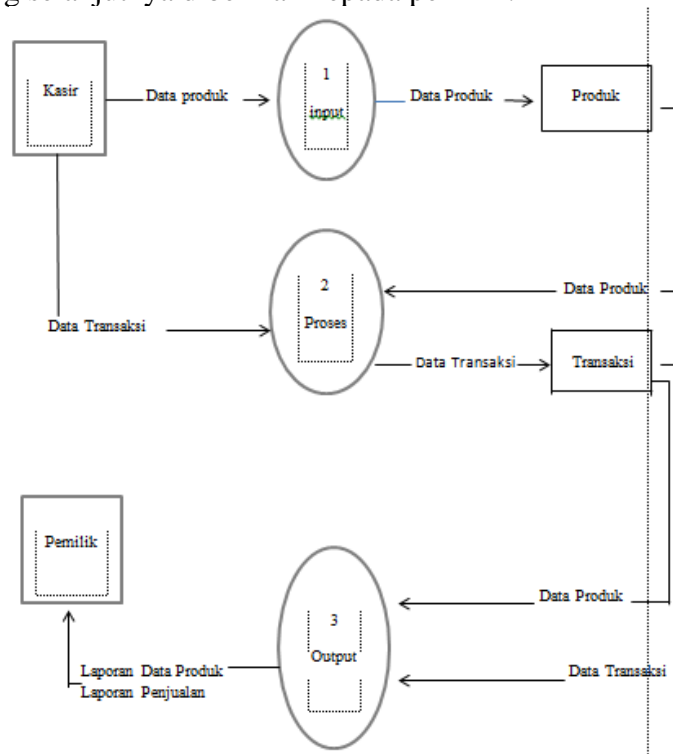 Kasir
Data produk
1
input
Data Produk
Produk
2
Proses
Data Produk
Data Transaksi
Data Transaksi
Transaksi
Pemilik
3
Output
Data Produk
Data Transaksi
Laporan Data Produk
Laporan Penjualan